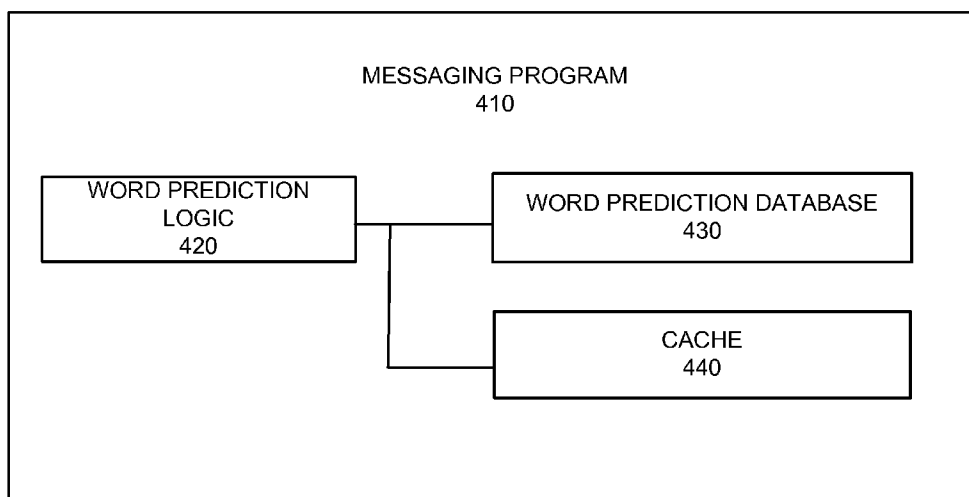 MESSAGING PROGRAM
410
WORD PREDICTION
LOGIC
420
WORD PREDICTION DATABASE
430
CACHE
440